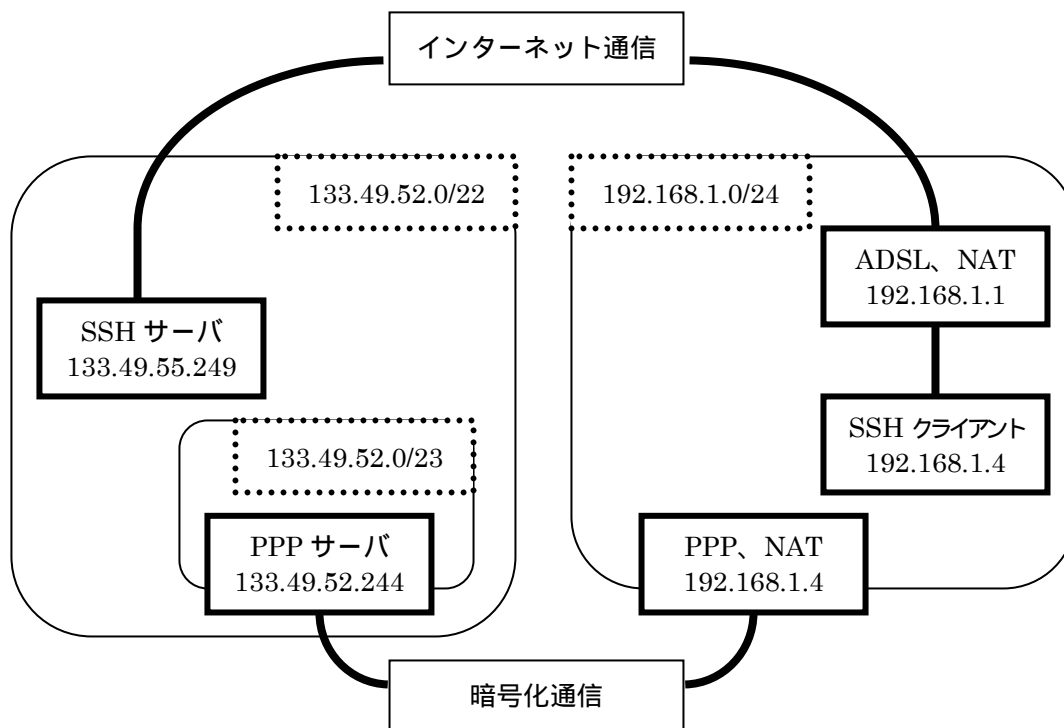 インターネット通信
133.49.52.0/22
192.168.1.0/24
ADSL、NAT
192.168.1.1
SSH サーバ
133.49.55.249
SSH クライアント
192.168.1.4
133.49.52.0/23
PPP サーバ
133.49.52.244
PPP、NAT
192.168.1.4
暗号化通信